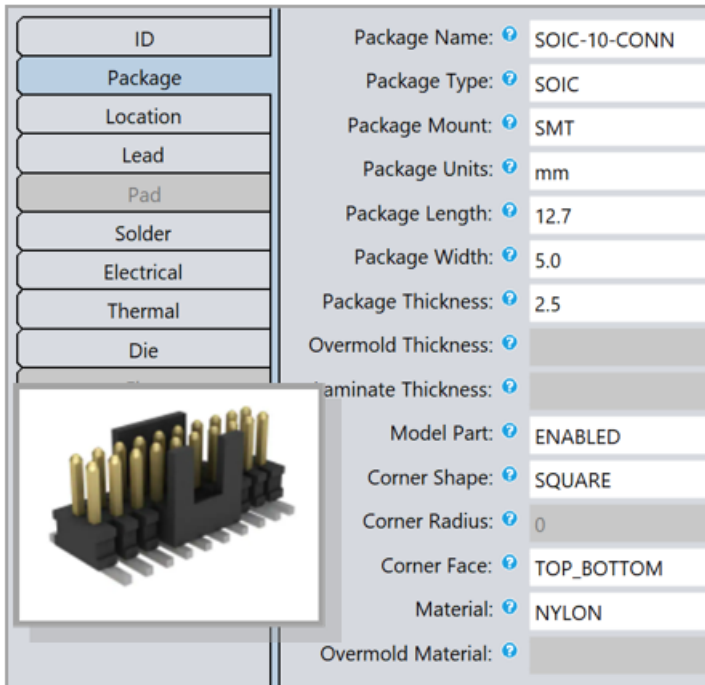 ID
Package
Location
Lead
Pad
Solder
Electrical
Thermal
Die
Package Name: ? SOIC-10-CONN
Package Type: ? SOIC
Package Mount: ? SMT
Package Units: ? mm
Package Length: ? 12.7
Package Width: ? 5.0
Package Thickness: ? 2.5
Overmold Thickness: ?
aminate Thickness: ?
Model Part: ? ENABLED
Corner Shape: ? SQUARE
Corner Radius: ? 0
Corner Face: ? TOP_BOTTOM
Material: ? NYLON
Overmold Material: ?